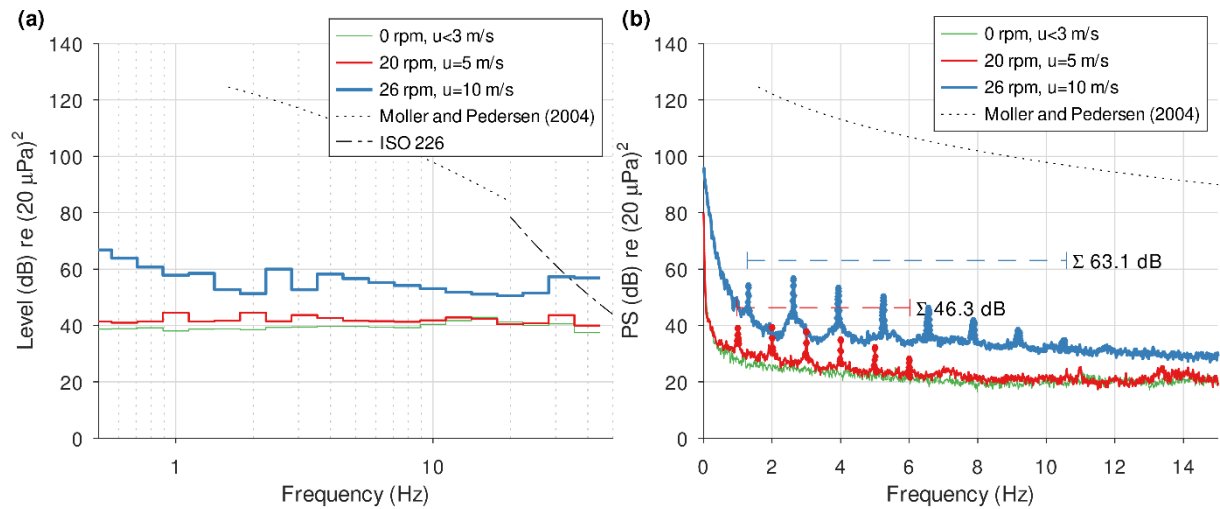 (a)
140
120
100
80
60
40
20
0
Level (dB) re (20 μPa)²
1
10
Frequency (Hz)
0 rpm, u<3 m/s
20 rpm, u=5 m/s
26 rpm, u=10 m/s
Moller and Pedersen (2004)
ISO 226
(b)
140
120
100
80
60
40
20
0
PS (dB) re (20 μPa)²
0 2 4 6 8 10 12 14
Frequency (Hz)
0 rpm, u<3 m/s
20 rpm, u=5 m/s
26 rpm, u=10 m/s
Moller and Pedersen (2004)
Σ 63.1 dB
Σ 46.3 dB